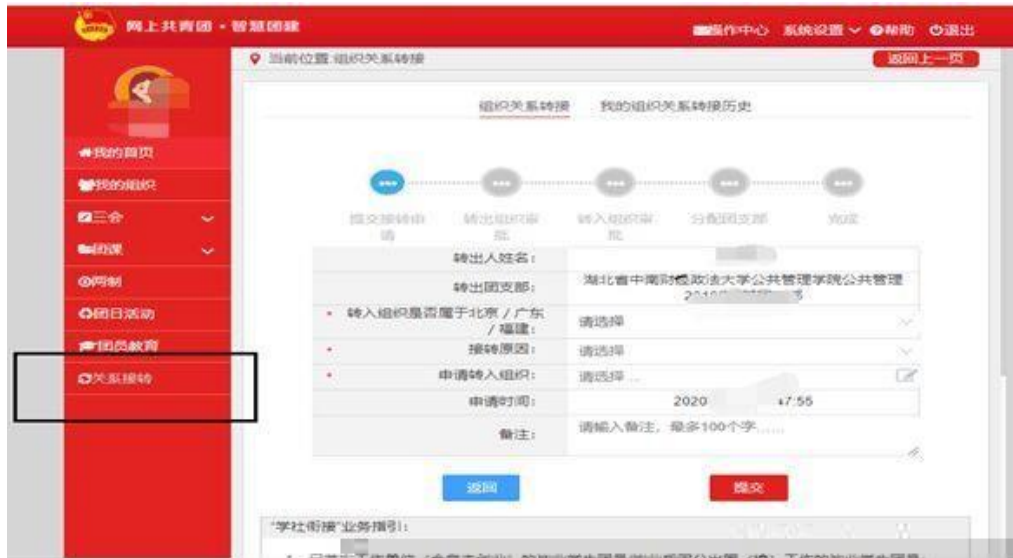 网上共青团·智慧团建
操作中心 系统设置 帮助 退出
当前位置:组织关系转接
返回上一页
组织关系转接 我的组织关系转接历史
我的首页
我的组织
三会
团课
两制
团日活动
团员教育
关系接转
提交接转申请
转出组织审批
转入组织审批
分配团支部
完成
转出人姓名:
转出团支部: 湖北省中南财经政法大学公共管理学院公共管理
转入组织是否属于北京/广东/福建: 请选择
接转原因: 请选择
申请转入组织: 请选择 ...
申请时间: 2020 47:55
备注: 请输入备注,最多100个字......
返回 提交
"学社衔接"业务指引: